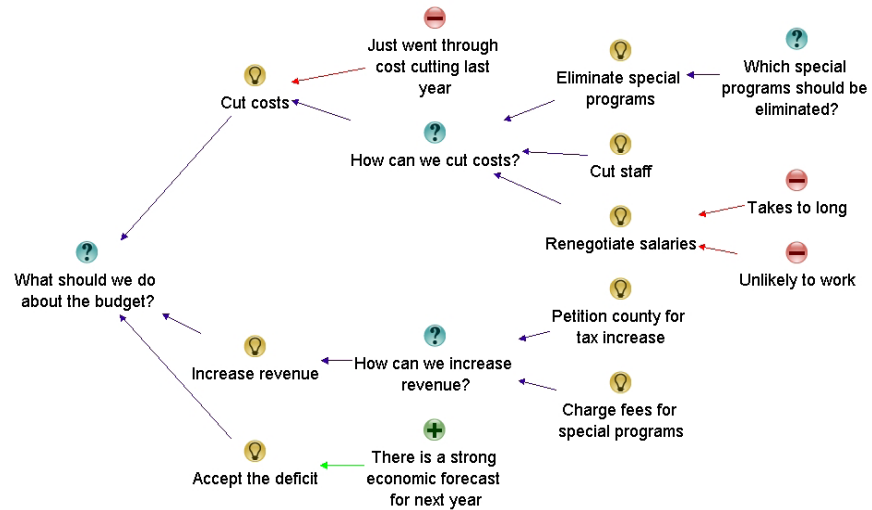 Just went through
cost cutting last
year
Cut costs
Eliminate special
programs
Which special
programs should be
eliminated?
How can we cut costs?
Cut staff
Takes to long
Renegotiate salaries
Unlikely to work
What should we do
about the budget?
Petition county for
tax increase
Increase revenue
How can we increase
revenue?
Charge fees for
special programs
Accept the deficit
There is a strong
economic forecast
for next year